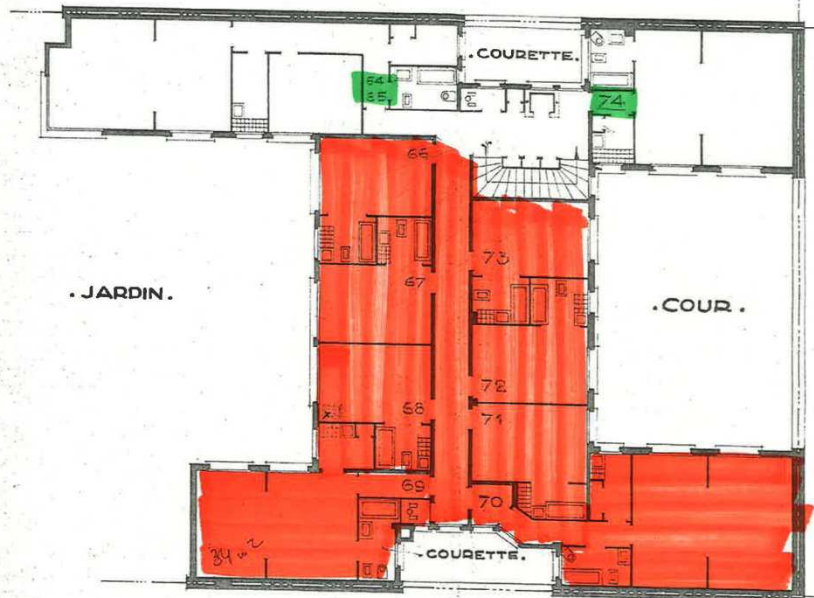 . COURETTE.
64
65
74
66
73
67
. JARDIN.
. COUR .
72
68
71
69
70
34 m²
. COURETTE.